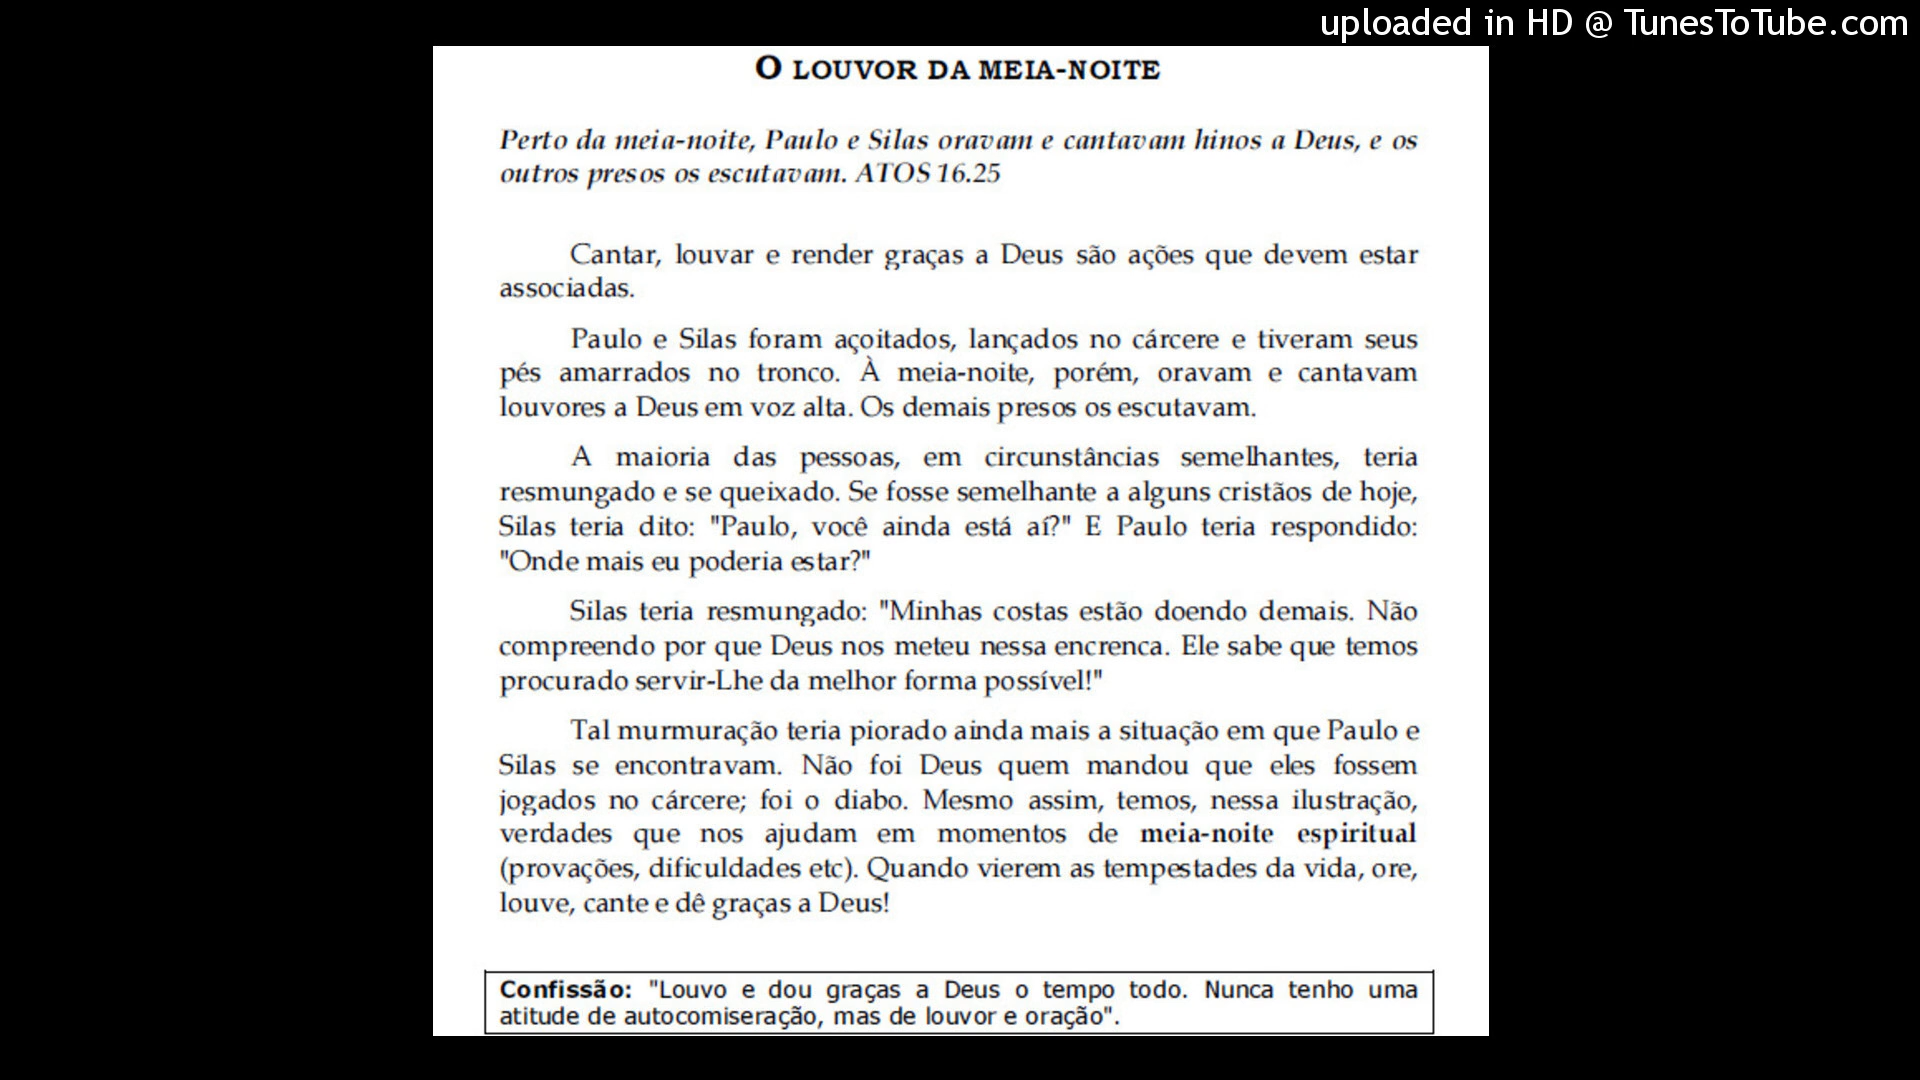 uploaded in HD @ TunesToTube.com
O LOUVOR DA MEIA-NOITE
Perto da meia-noite, Paulo e Silas oravam e cantavam hinos a Deus, e os
outros presos os escutavam. ATOS 16.25
Cantar, louvar e render graças a Deus são ações que devem estar
associadas.
Paulo e Silas foram açoitados, lançados no cárcere e tiveram seus
pés amarrados no tronco. À meia-noite, porém, oravam e cantavam
louvores a Deus em voz alta. Os demais presos os escutavam.
A maioria das pessoas, em circunstâncias semelhantes, teria
resmungado e se queixado. Se fosse semelhante a alguns cristãos de hoje,
Silas teria dito: "Paulo, você ainda está aí?" E Paulo teria respondido:
"Onde mais eu poderia estar?"
Silas teria resmungado: "Minhas costas estão doendo demais. Não
compreendo por que Deus nos meteu nessa encrenca. Ele sabe que temos
procurado servir-Lhe da melhor forma possível!"
Tal murmuração teria piorado ainda mais a situação em que Paulo e
Silas se encontravam. Não foi Deus quem mandou que eles fossem
jogados no cárcere; foi o diabo. Mesmo assim, temos, nessa ilustração,
verdades que nos ajudam em momentos de meia-noite espiritual
(provações, dificuldades etc). Quando vierem as tempestades da vida, ore,
louve, cante e dê graças a Deus!
Confissão: "Louvo e dou graças a Deus o tempo todo. Nunca tenho uma
atitude de autocomiseração, mas de louvor e oração".